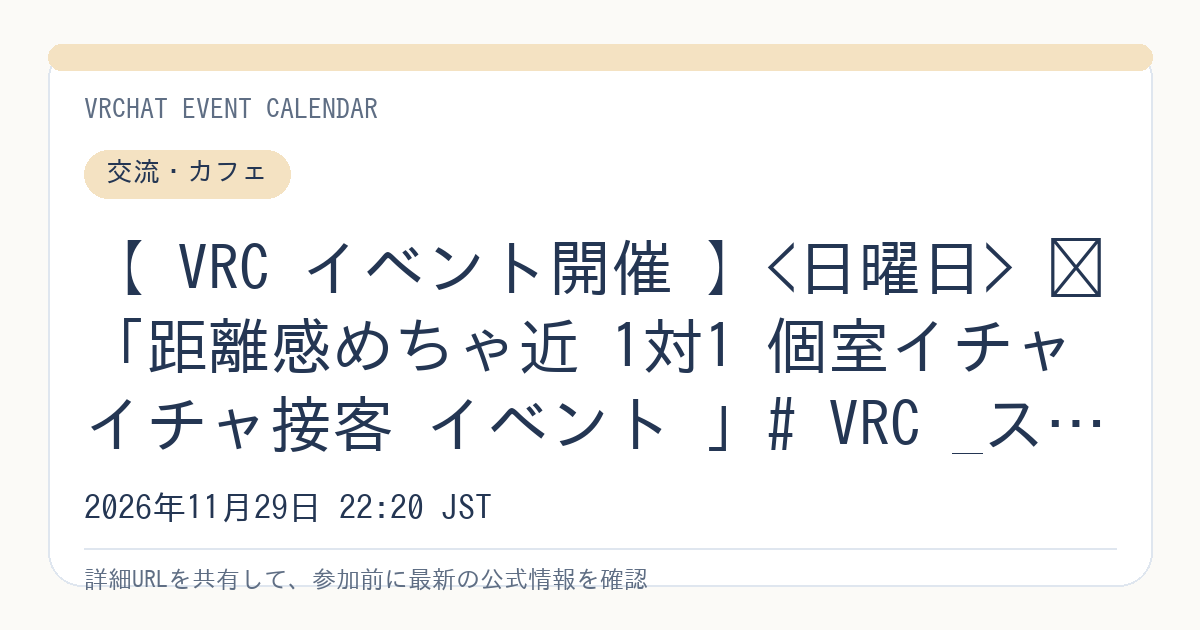 VRCHAT EVENT CALENDAR
交流・カフェ
【 VRC イベント開催 】<日曜日>
「距離感めちゃ近 1対1 個室イチャ
イチャ接客 イベント 」# VRC _ス…
2026年11月29日 22:20 JST
詳細URLを共有して、参加前に最新の公式情報を確認